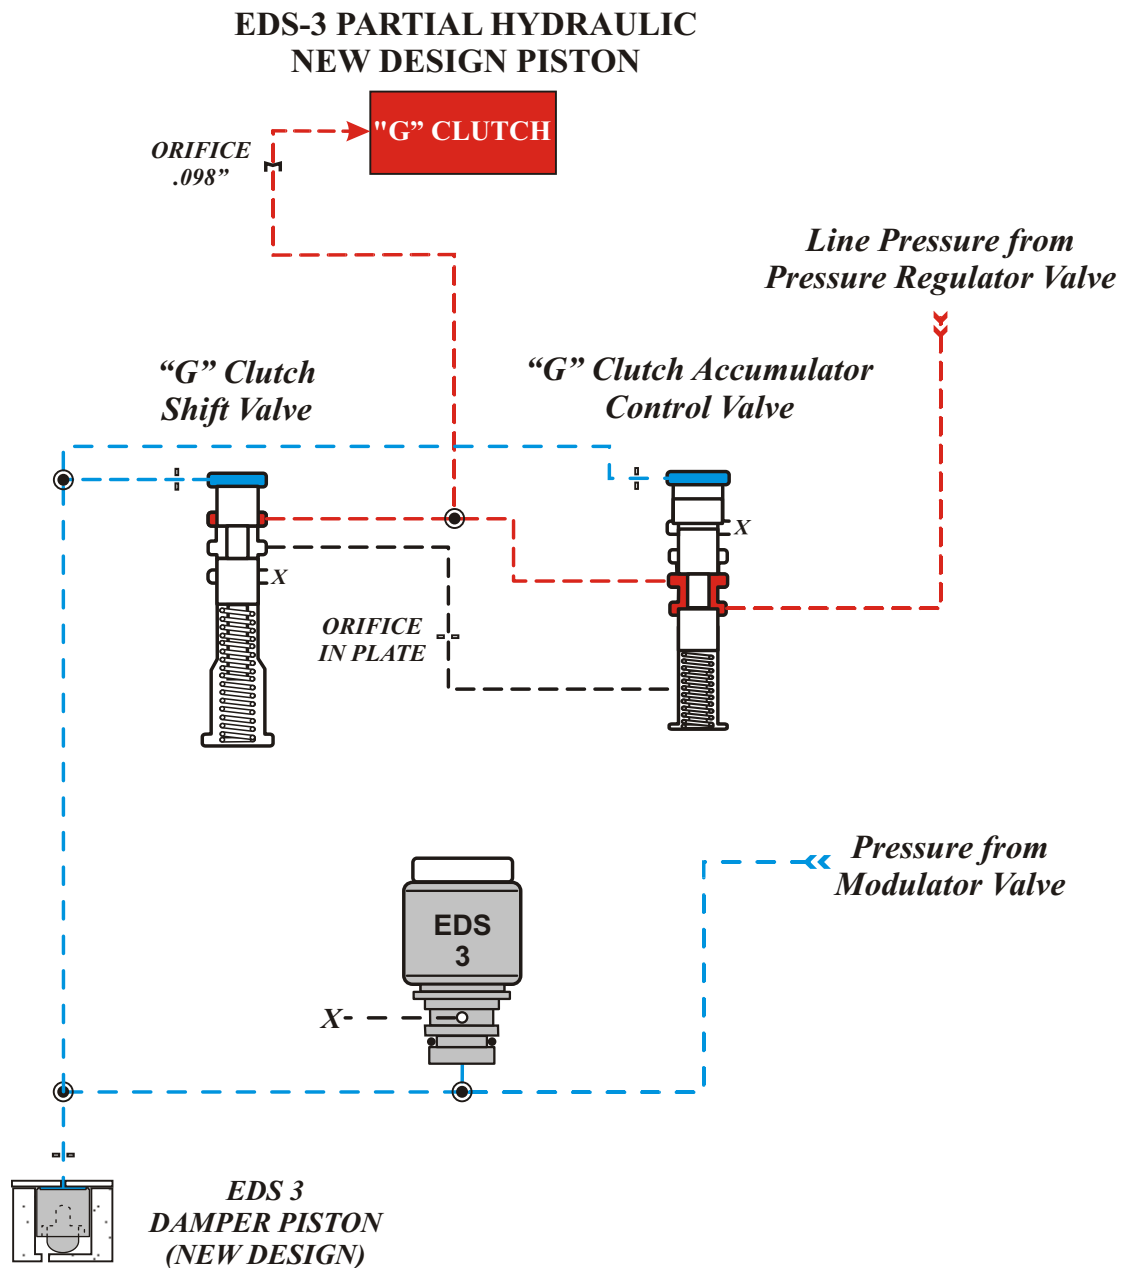 EDS-3 PARTIAL HYDRAULIC
NEW DESIGN PISTON
"G” CLUTCH
ORIFICE
.098”
Line Pressure from
Pressure Regulator Valve
“G” Clutch
Shift Valve
“G” Clutch Accumulator
Control Valve
X
X
ORIFICE
IN PLATE
Pressure from
Modulator Valve
EDS
3
X
EDS 3
DAMPER PISTON
(NEW DESIGN)